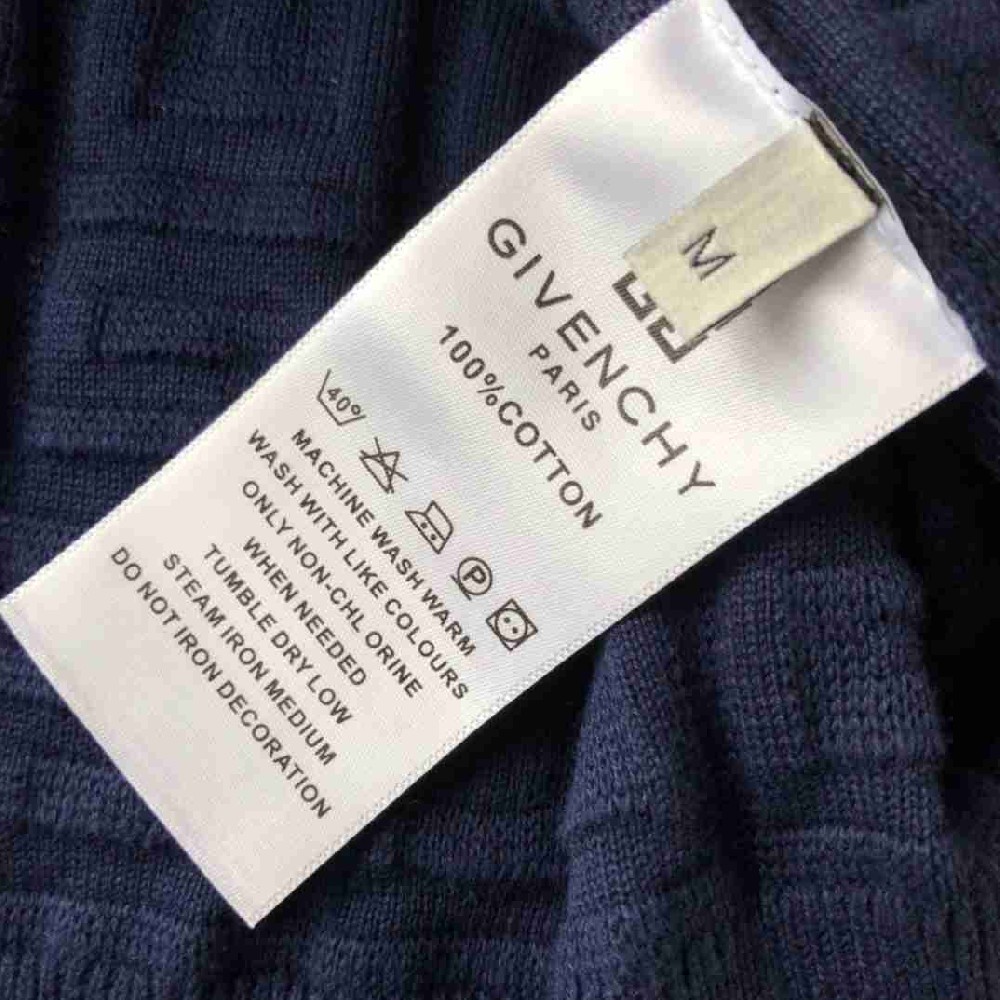 M
GIVENCHY
PARIS
100%COTTON
40%
P
MACHINE WASH WARM
WASH WITH LIKE COLOURS
ONLY NON-CHL ORINE
WHEN NEEDED
TUMBLE DRY LOW
STEAM IRON MEDIUM
DO NOT IRON DECORATION